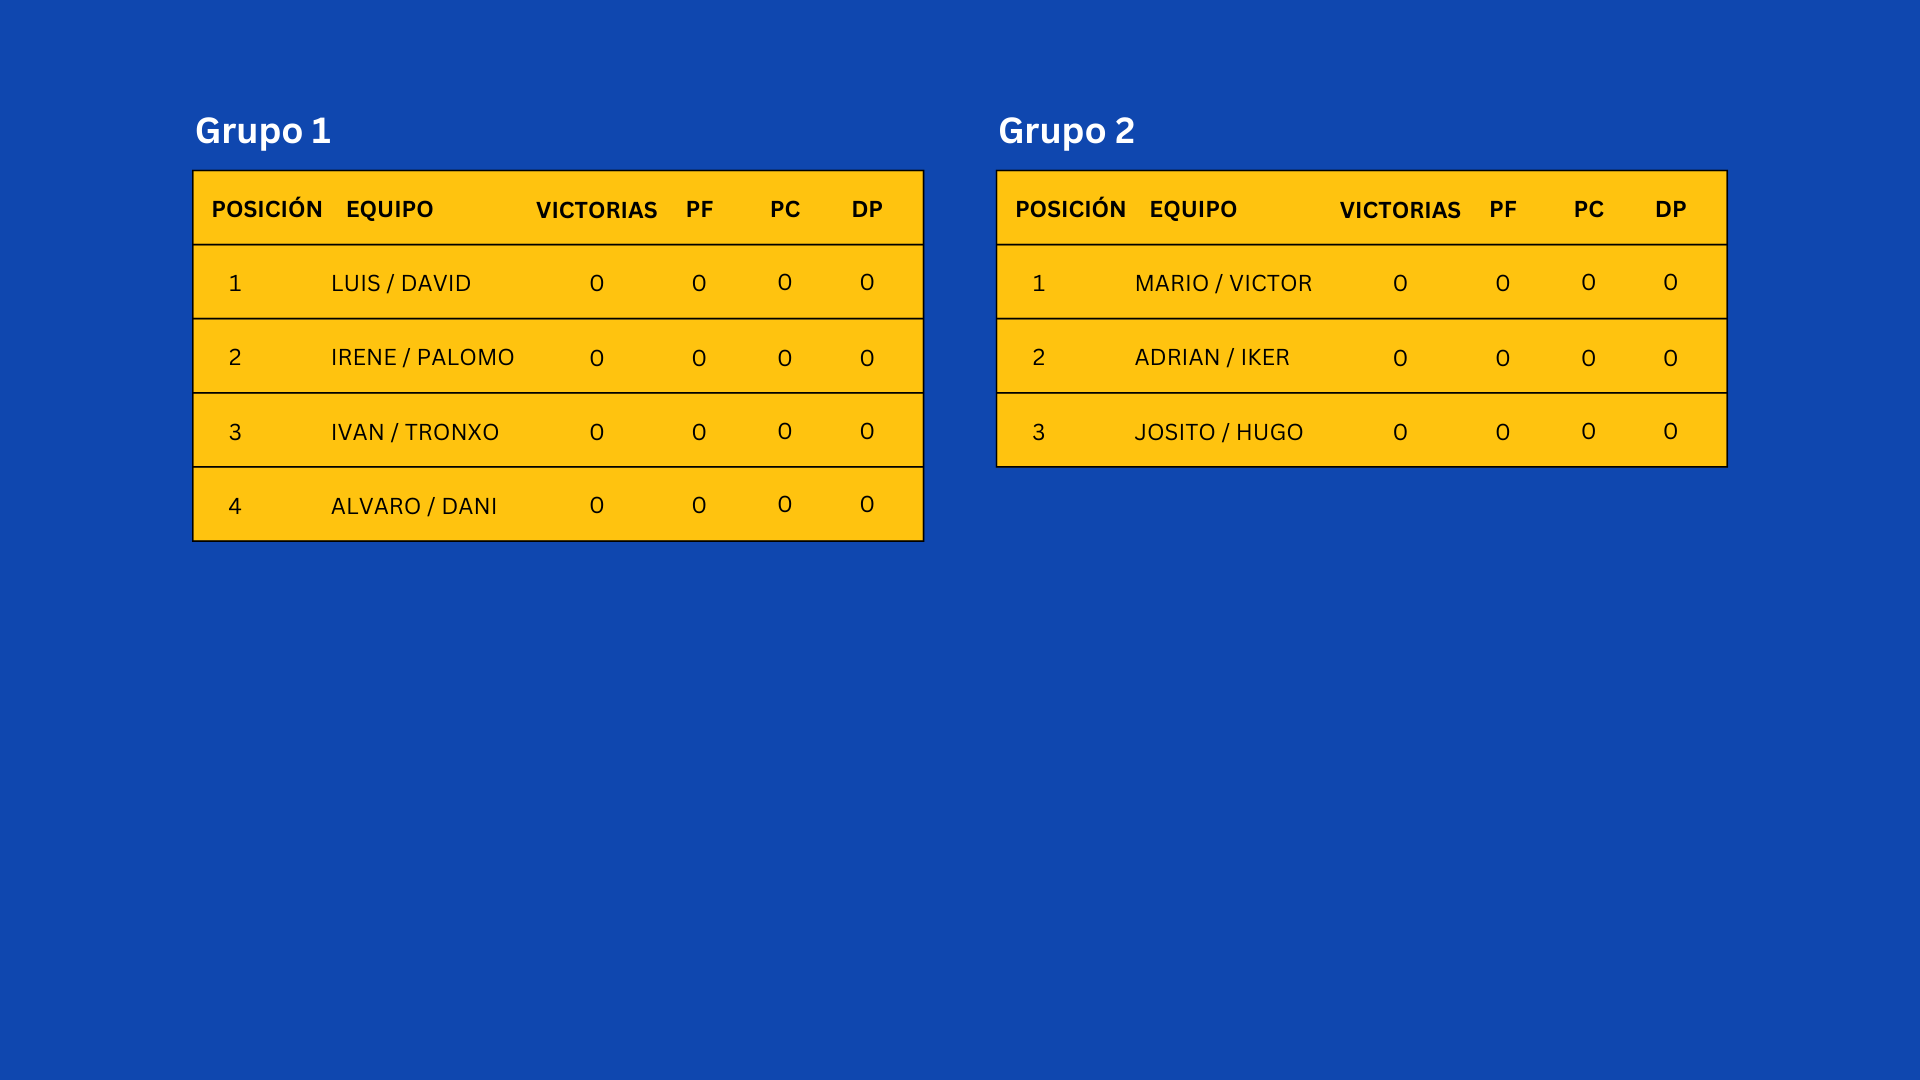 Grupo 1
POSICIÓN EQUIPO VICTORIAS PF PC DP
1 LUIS / DAVID 0 0 0 0
2 IRENE / PALOMO 0 0 0 0
3 IVAN / TRONXO 0 0 0 0
4 ALVARO / DANI 0 0 0 0
Grupo 2
POSICIÓN EQUIPO VICTORIAS PF PC DP
1 MARIO / VICTOR 0 0 0 0
2 ADRIAN / IKER 0 0 0 0
3 JOSITO / HUGO 0 0 0 0